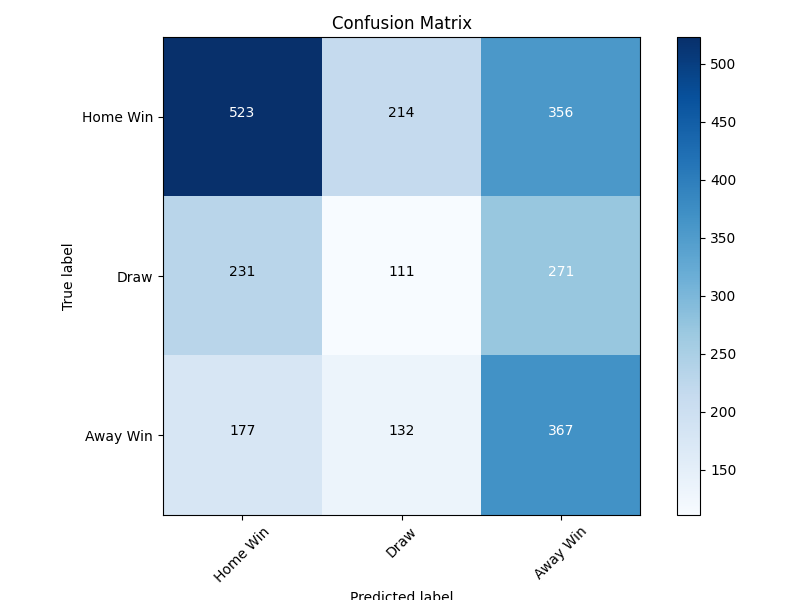 Confusion Matrix
Home Win 523 214 356
Draw 231 111 271
Away Win 177 132 367
Home Win Draw Away Win
True label
Predicted label
500
450
400
350
300
250
200
150